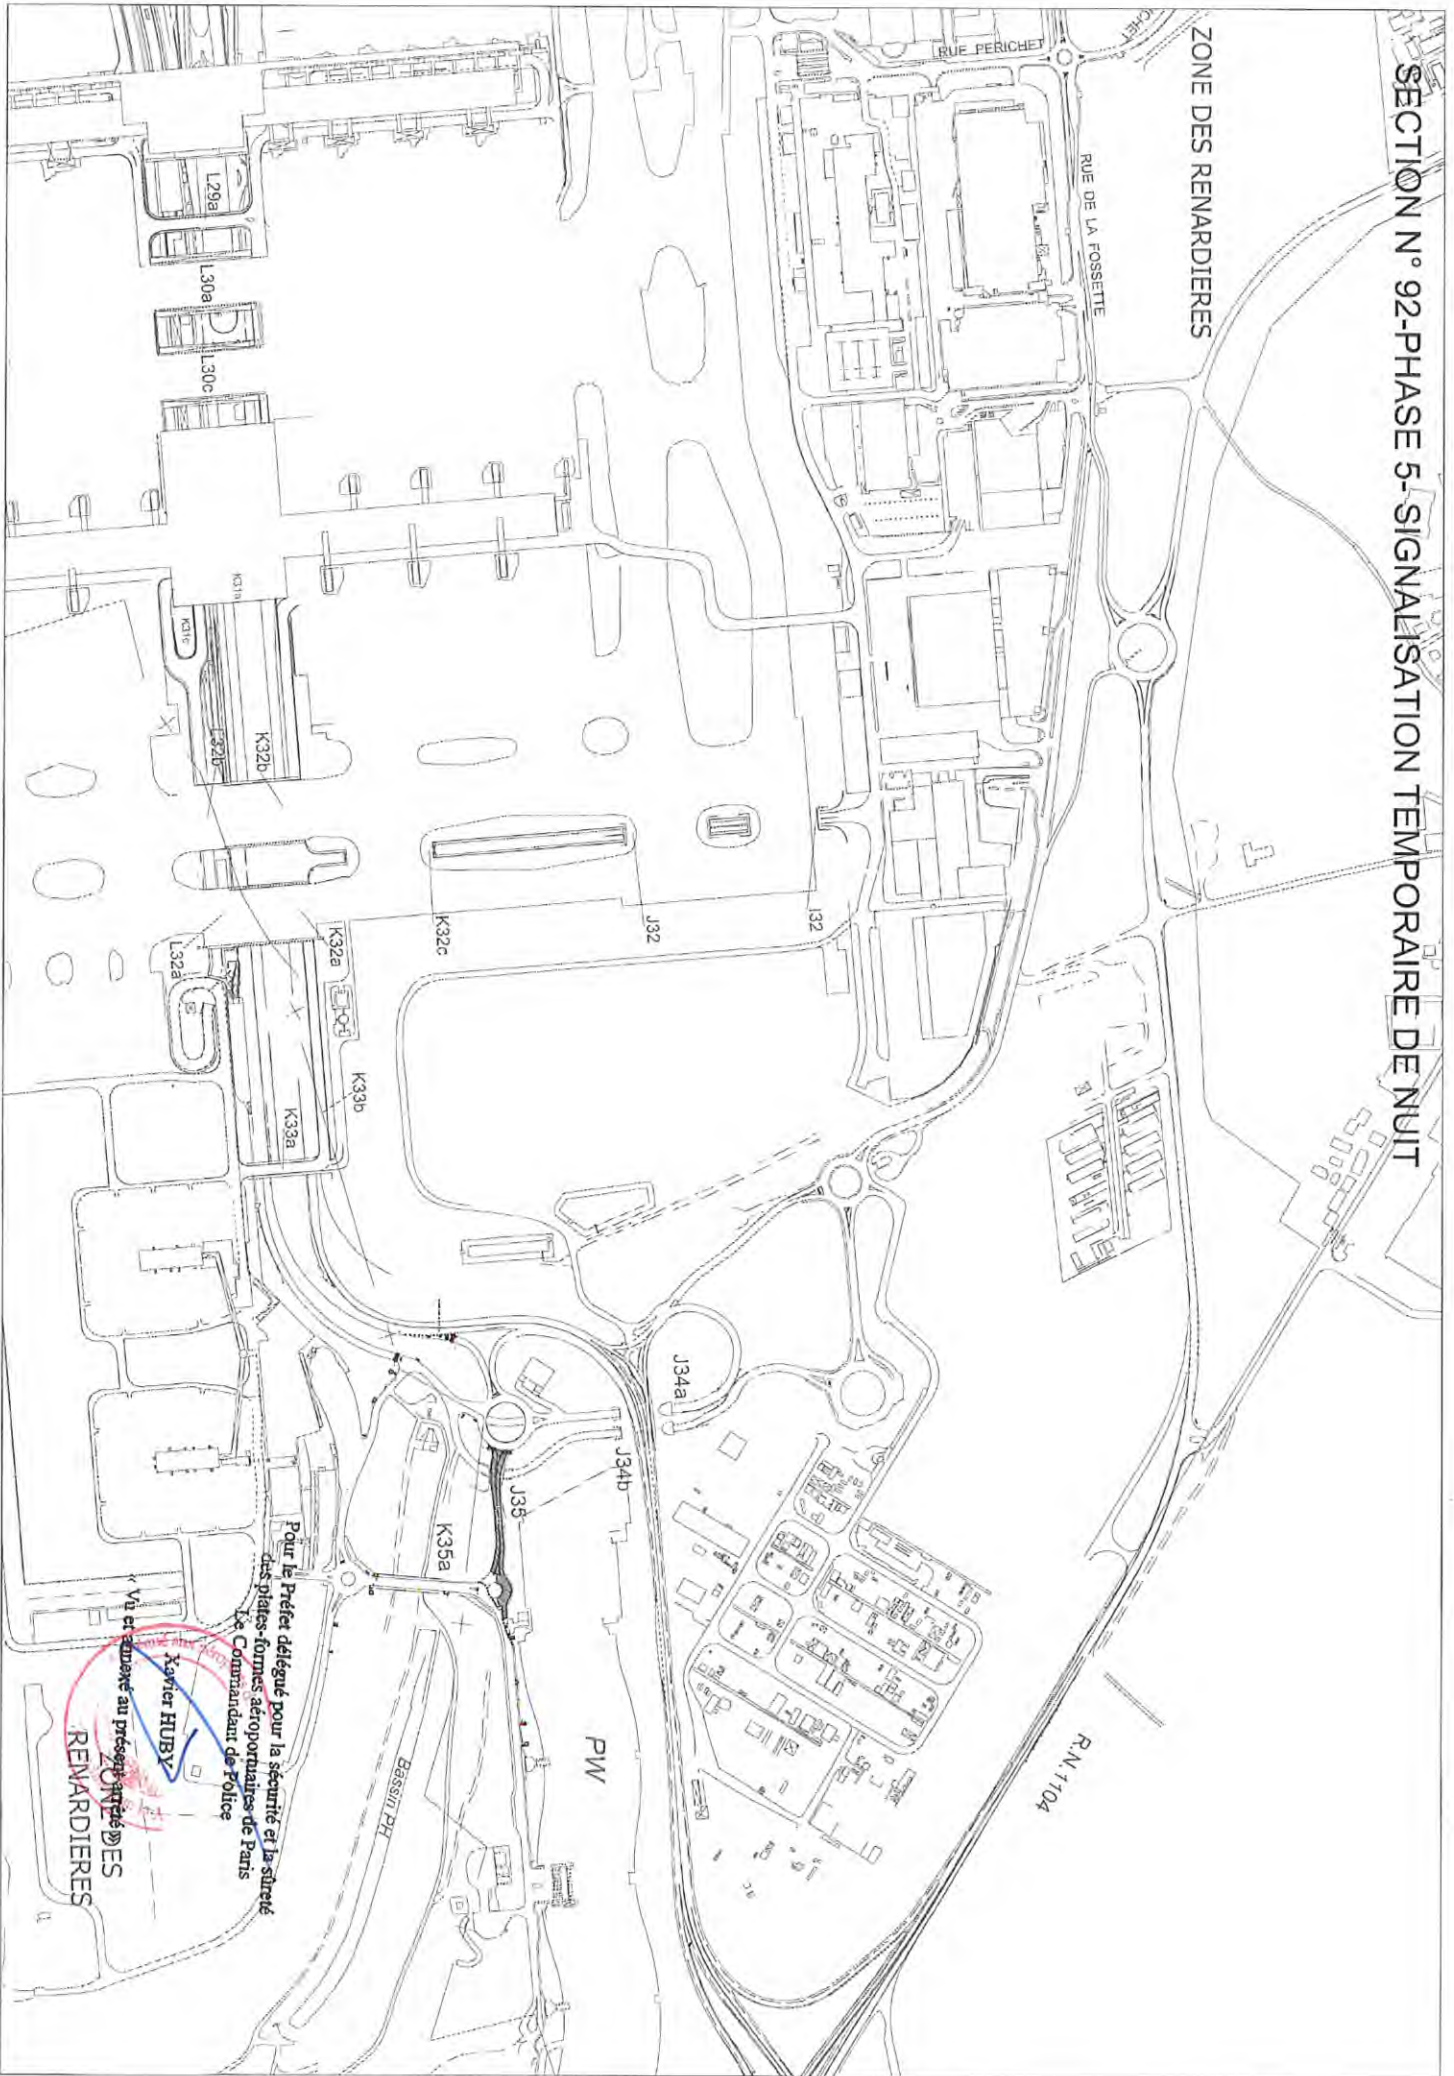 SECTION N° 92-PHASE 5- SIGNALISATION TEMPORAIRE DE NUIT
ZONE DES RENARDIERES
RUE PERICHET
RUE DE LA FOSSETTE
R.N.1104
L29a
L30a
L30c
K31a
K31c
L32b
K32b
K32a
L32a
K32c
J32
I32
K33b
K33a
J34a
J34b
J35
K35a
PW
Bassin PH
Pour le Préfet délégué pour la sécurité et la sûreté
des plates-formes aéroportuaires de Paris
Le Commandant de Police
Xavier HUBY
« Vu et annexé au présent arrêté »
ZONE DES
RENARDIERES